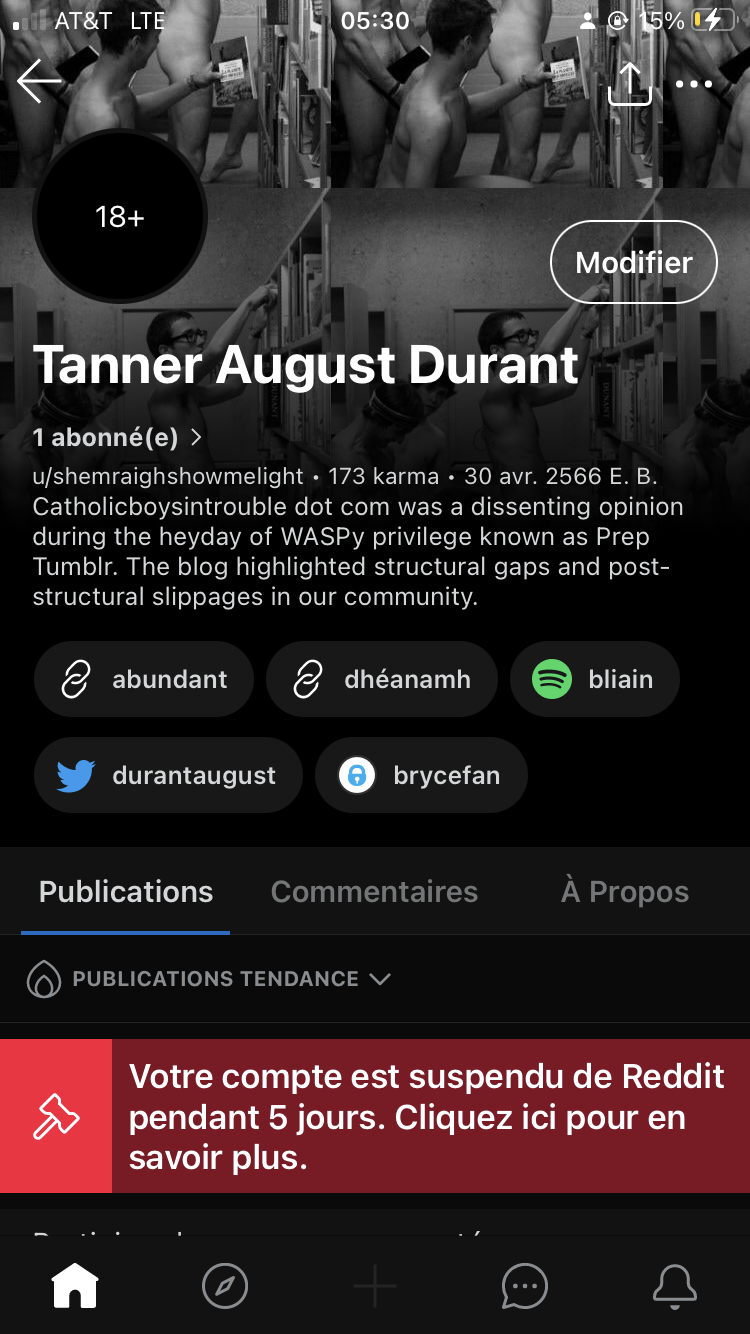 AT&T LTE 05:30 15%
18+
Modifier
Tanner August Durant
1 abonné(e)
u/shemraighshowmelight • 173 karma • 30 avr. 2566 E. B.
Catholicboysintrouble dot com was a dissenting opinion
during the heyday of WASPy privilege known as Prep
Tumblr. The blog highlighted structural gaps and post-
structural slippages in our community.
abundant dhéanamh bliain
durantaugust brycefan
Publications Commentaires À Propos
PUBLICATIONS TENDANCE
Votre compte est suspendu de Reddit
pendant 5 jours. Cliquez ici pour en
savoir plus.